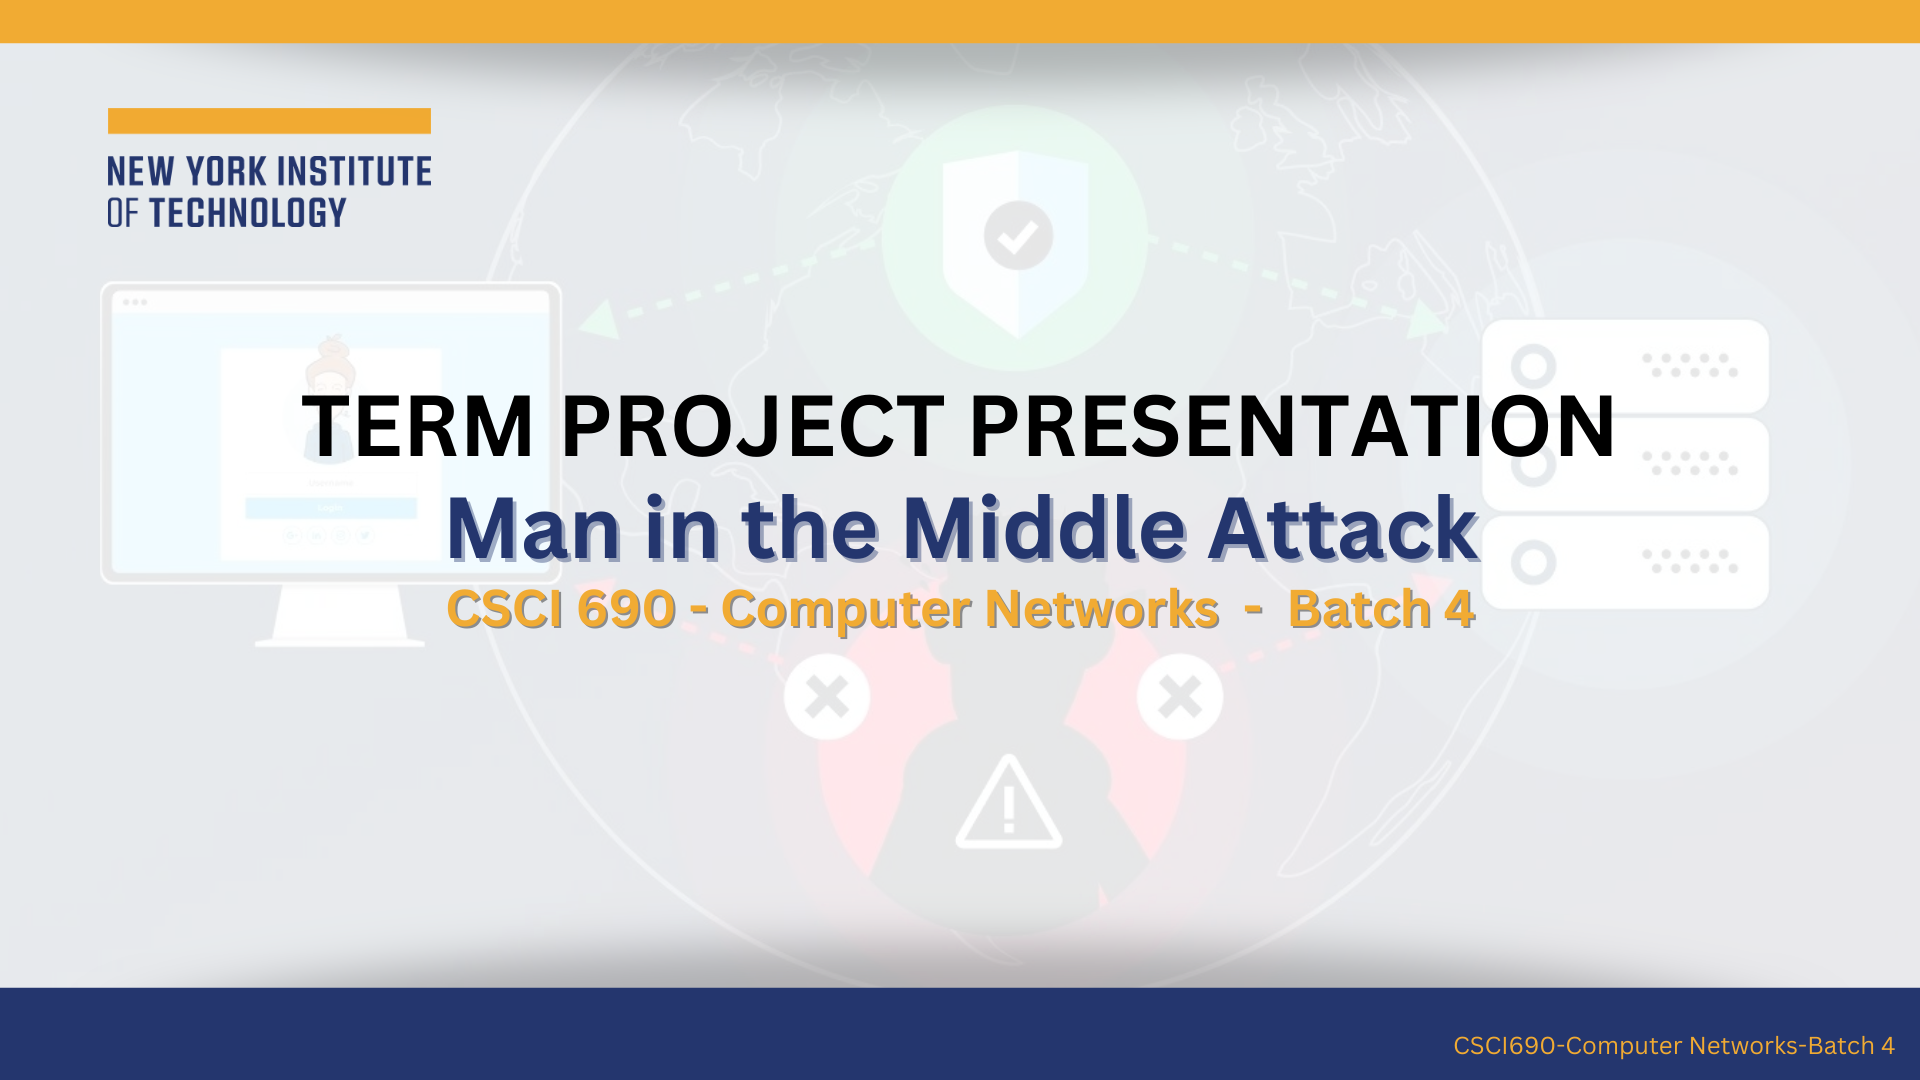 NEW YORK INSTITUTE
OF TECHNOLOGY
TERM PROJECT PRESENTATION
Man in the Middle Attack
CSCI 690 - Computer Networks - Batch 4
CSCI690-Computer Networks-Batch 4